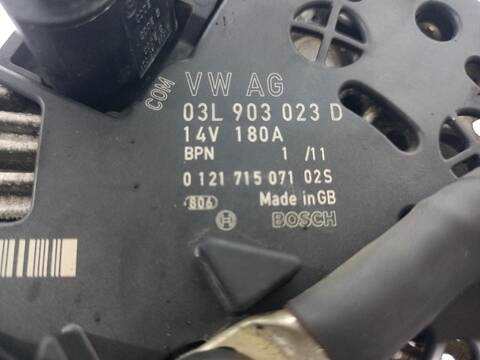 COM VW AG
03L 903 023 D
14V 180A
BPN 1 /11
0 121 715 071 02S
806 Made in GB
BOSCH